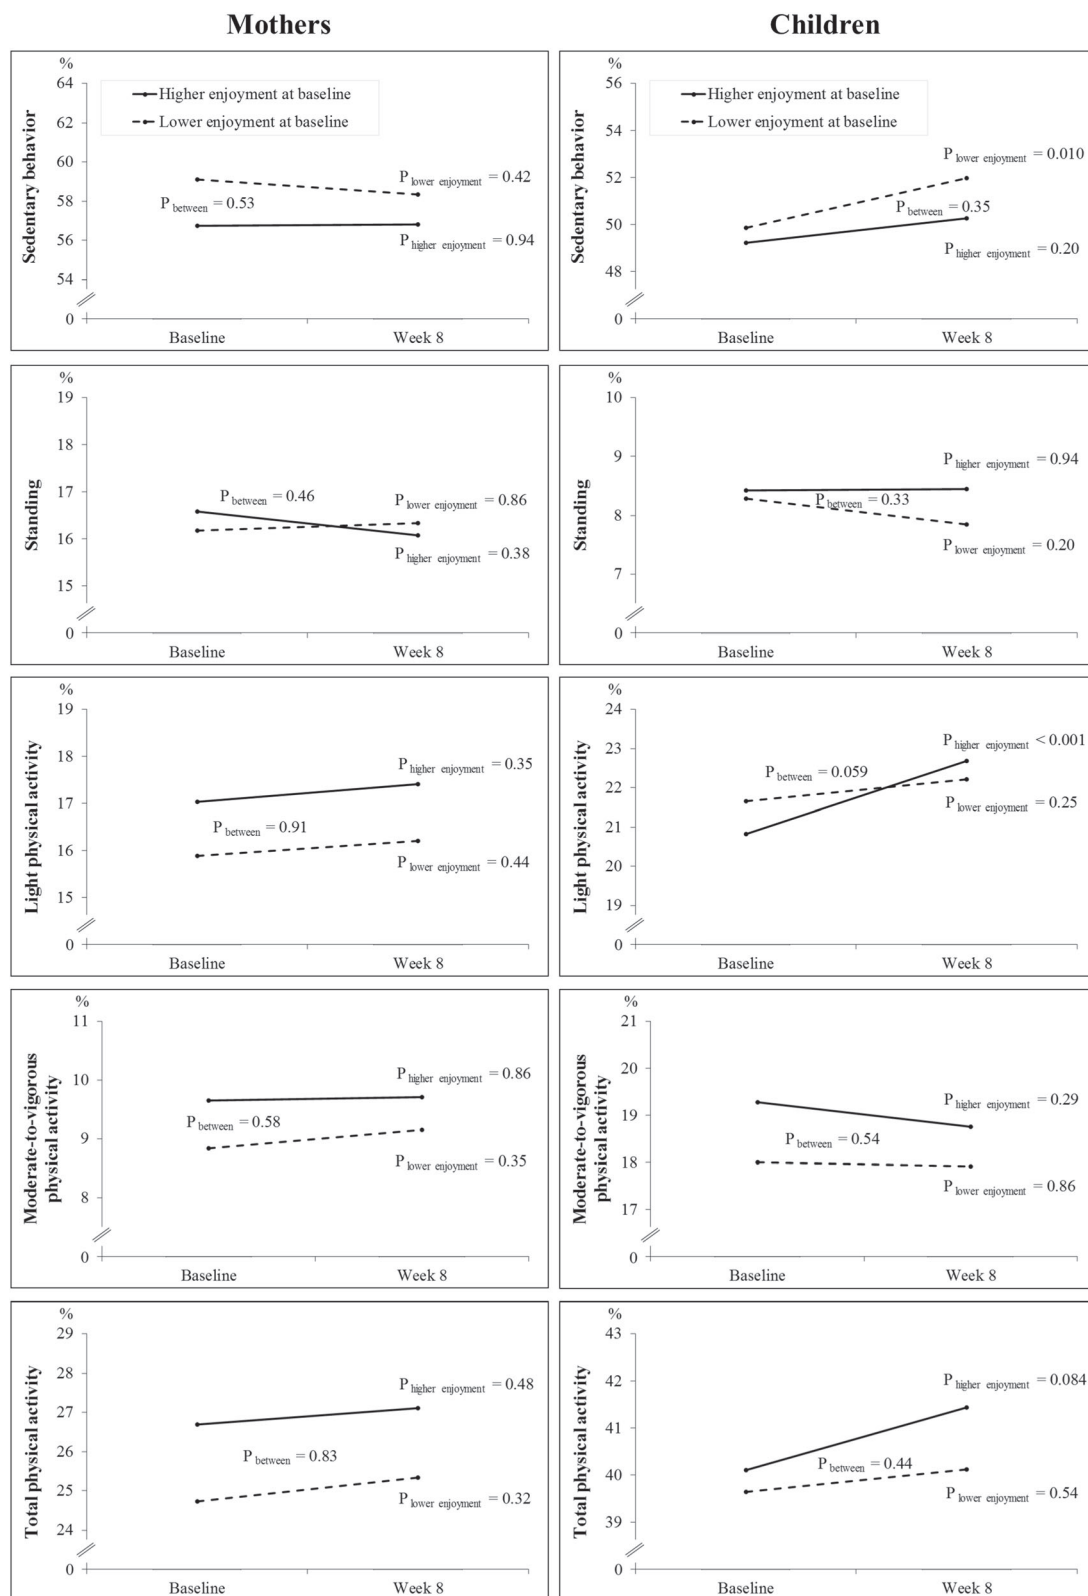 Mothers
Children
%
64
62
60
58
56
54
0
Sedentary behavior
Higher enjoyment at baseline
Lower enjoyment at baseline
P lower enjoyment = 0.42
P between = 0.53
P higher enjoyment = 0.94
Baseline
Week 8
%
56
54
52
50
48
0
Sedentary behavior
Higher enjoyment at baseline
Lower enjoyment at baseline
P lower enjoyment = 0.010
P between = 0.35
P higher enjoyment = 0.20
Baseline
Week 8
%
19
18
17
16
15
0
Standing
P between = 0.46
P lower enjoyment = 0.86
P higher enjoyment = 0.38
Baseline
Week 8
%
10
9
8
7
0
Standing
P higher enjoyment = 0.94
P between = 0.33
P lower enjoyment = 0.20
Baseline
Week 8
%
19
18
17
16
15
0
Light physical activity
P higher enjoyment = 0.35
P between = 0.91
P lower enjoyment = 0.44
Baseline
Week 8
%
24
23
22
21
19
0
Light physical activity
P higher enjoyment < 0.001
P between = 0.059
P lower enjoyment = 0.25
Baseline
Week 8
%
11
10
9
8
0
Moderate-to-vigorous
physical activity
P higher enjoyment = 0.86
P between = 0.58
P lower enjoyment = 0.35
Baseline
Week 8
%
21
20
19
18
17
0
Moderate-to-vigorous
physical activity
P higher enjoyment = 0.29
P between = 0.54
P lower enjoyment = 0.86
Baseline
Week 8
%
29
28
27
26
25
24
0
Total physical activity
P higher enjoyment = 0.48
P between = 0.83
P lower enjoyment = 0.32
Baseline
Week 8
%
43
42
41
40
39
0
Total physical activity
P higher enjoyment = 0.084
P between = 0.44
P lower enjoyment = 0.54
Baseline
Week 8